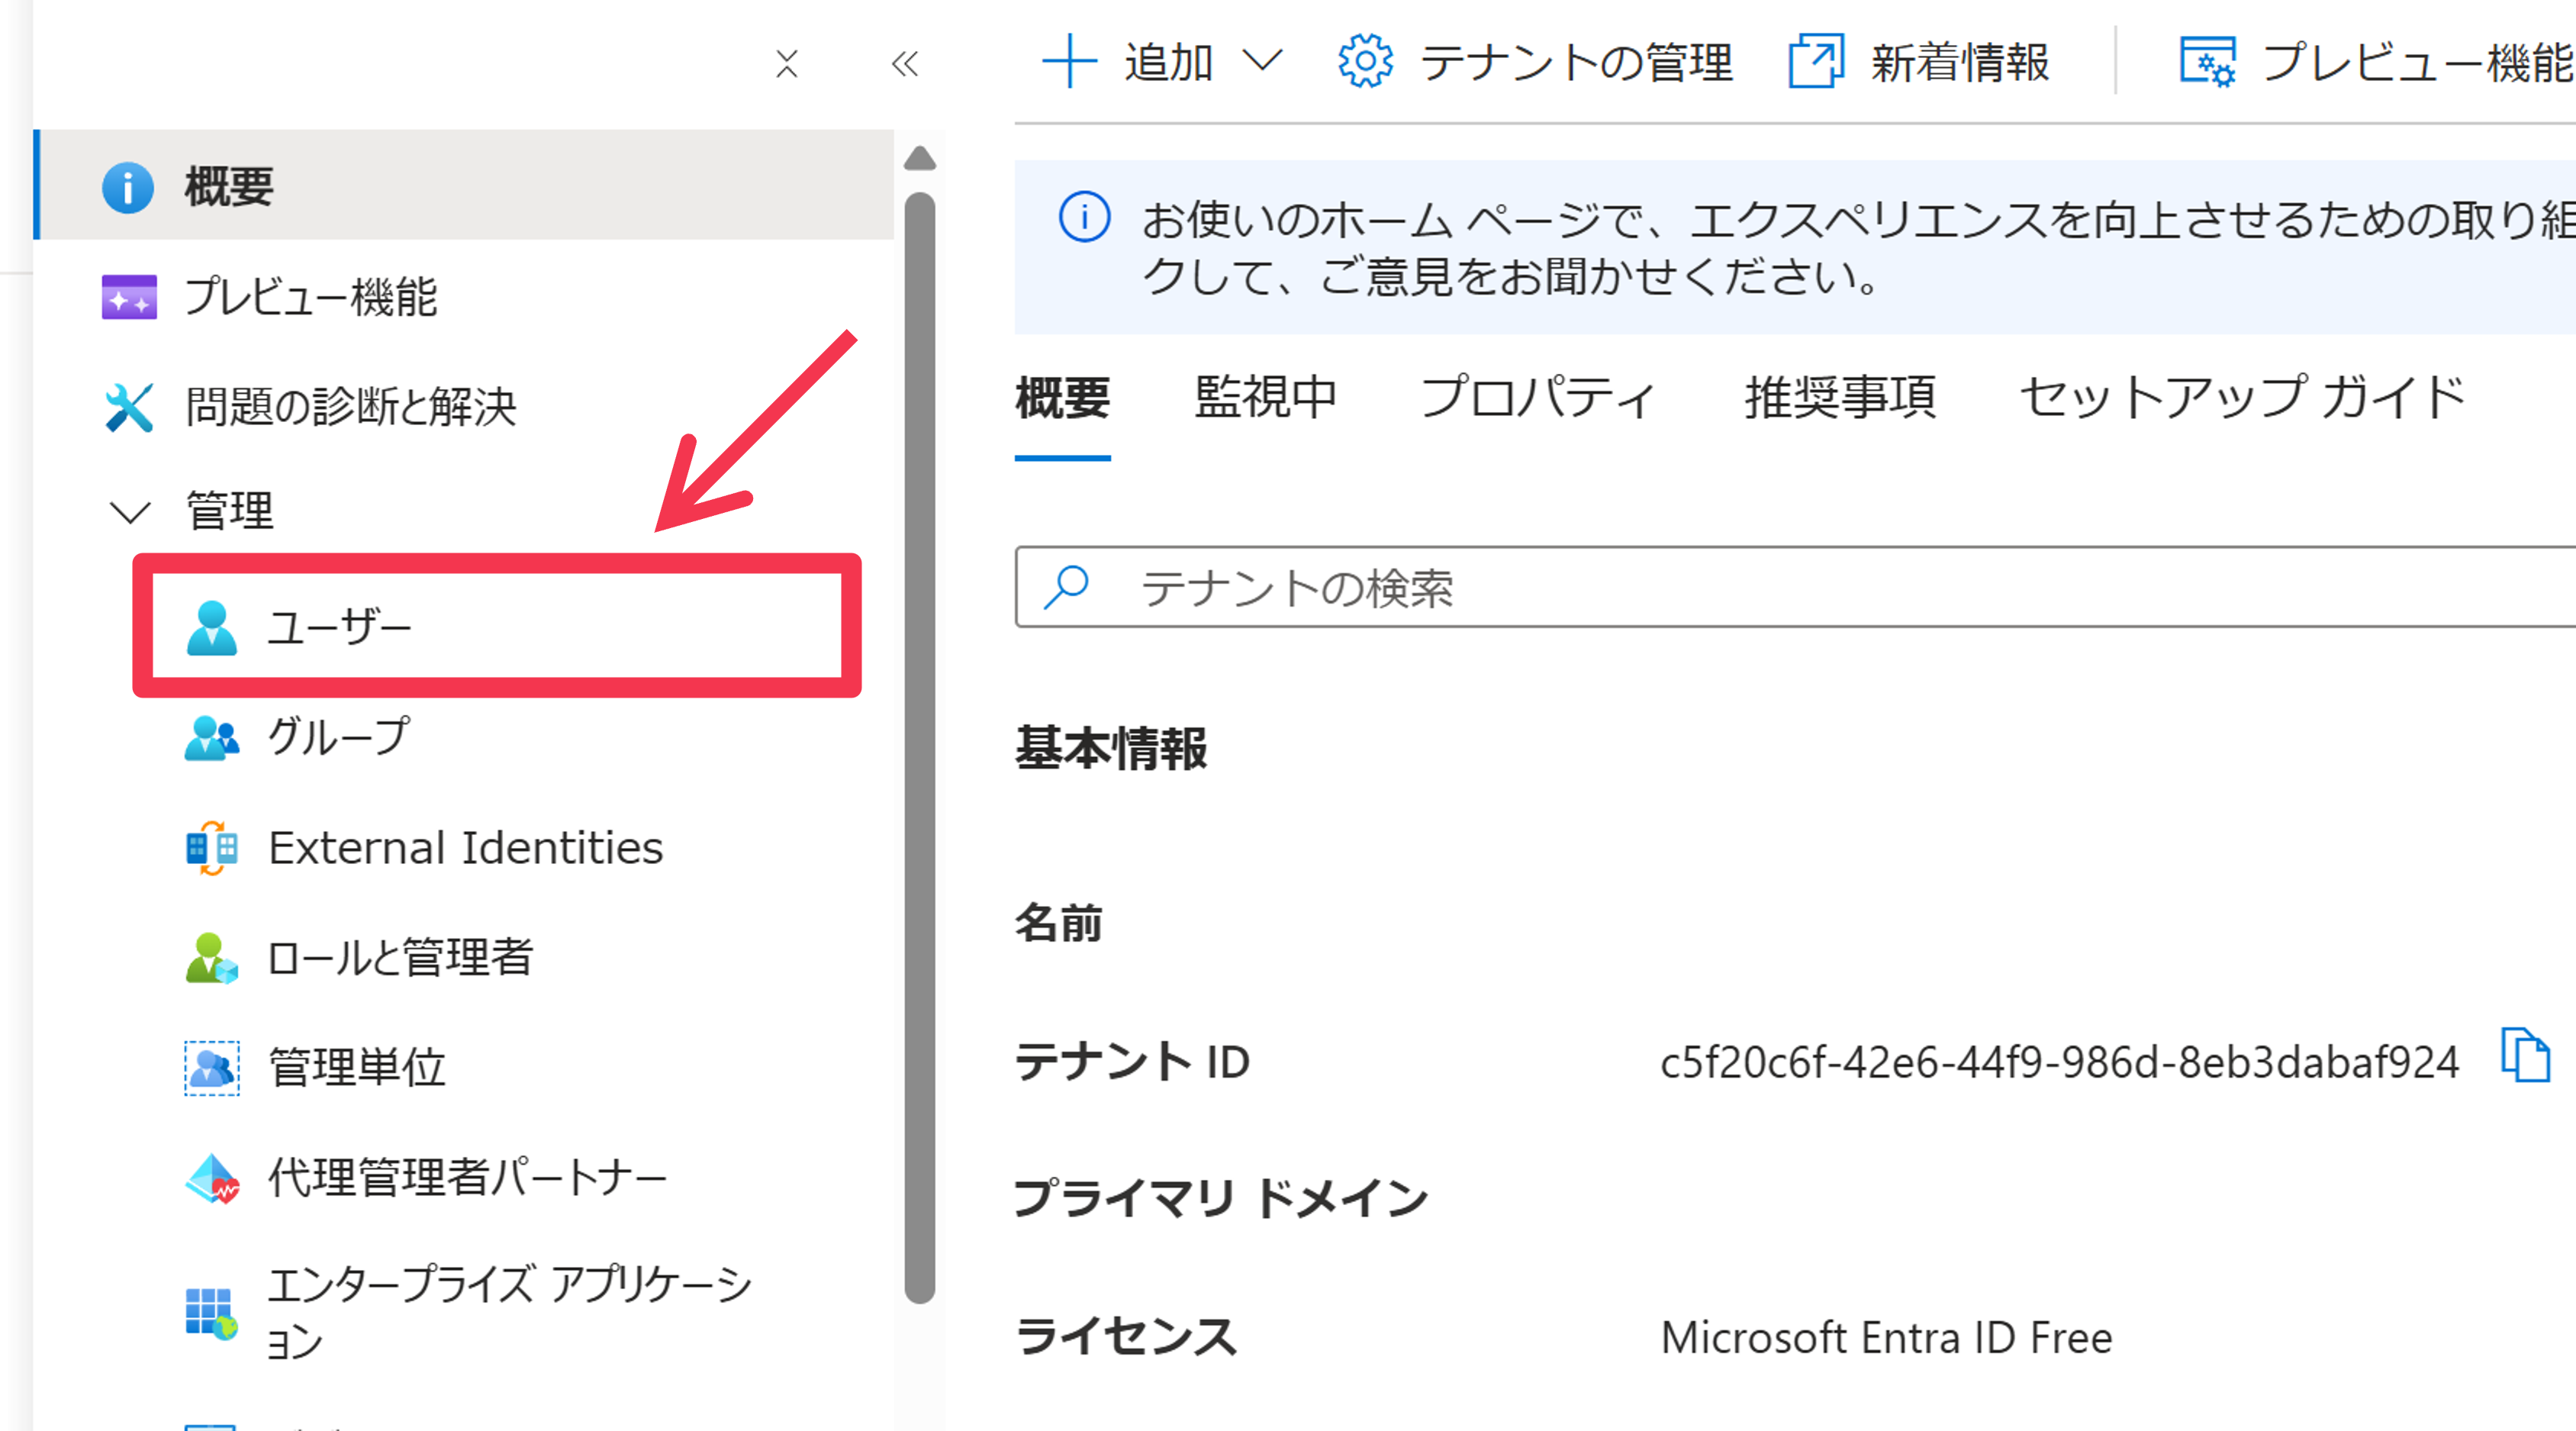 追加
テナントの管理
新着情報
プレビュー機能
概要
プレビュー機能
問題の診断と解決
管理
ユーザー
グループ
External Identities
ロールと管理者
管理単位
代理管理者パートナー
エンタープライズ アプリケーシ
ョン
お使いのホーム ページで、エクスペリエンスを向上させるための取り組
クして、ご意見をお聞かせください。
概要
監視中
プロパティ
推奨事項
セットアップ ガイド
テナントの検索
基本情報
名前
テナント ID
c5f20c6f-42e6-44f9-986d-8eb3dabaf924
プライマリ ドメイン
ライセンス
Microsoft Entra ID Free